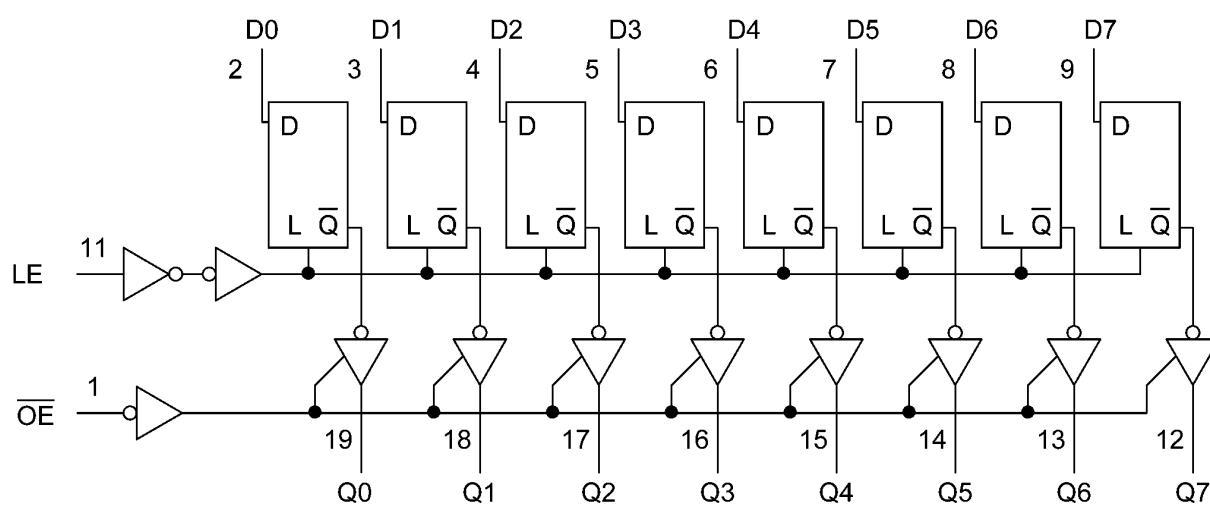 D0 D1 D2 D3 D4 D5 D6 D7
2 3 4 5 6 7 8 9
D D D D D D D D
L Q̅ L Q̅ L Q̅ L Q̅ L Q̅ L Q̅ L Q̅ L Q̅
11
LE
1
O̅E̅
19 18 17 16 15 14 13 12
Q0 Q1 Q2 Q3 Q4 Q5 Q6 Q7